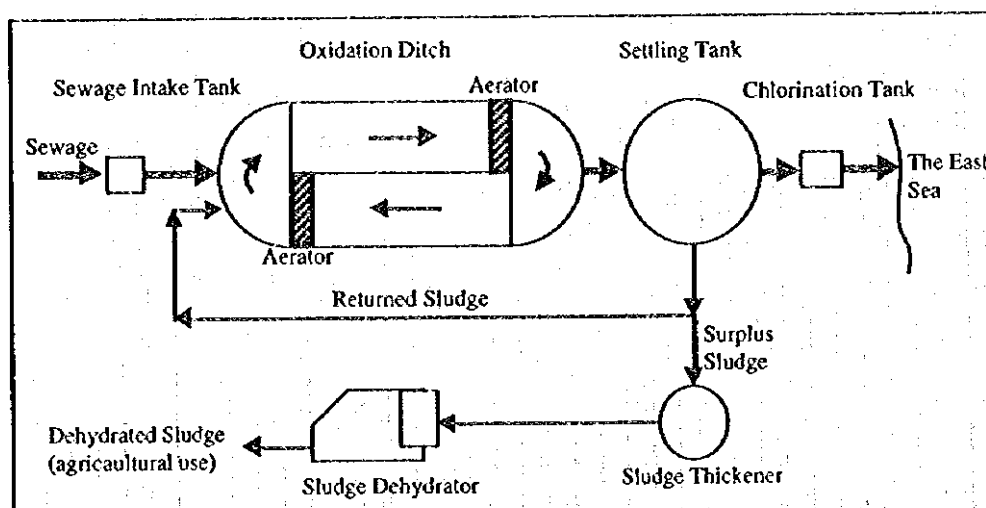 Oxidation Ditch
Settling Tank
Sewage Intake Tank
Aerator
Chlorination Tank
Sewage
The East
Sea
Aerator
Returned Sludge
Surplus
Sludge
Dehydrated Sludge
(agricaultural use)
Sludge Dehydrator
Sludge Thickener